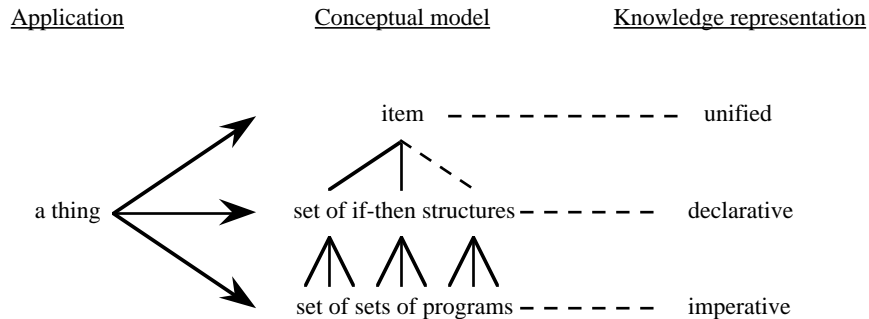 Application Conceptual model Knowledge representation
item unified
a thing set of if-then structures declarative
set of sets of programs imperative